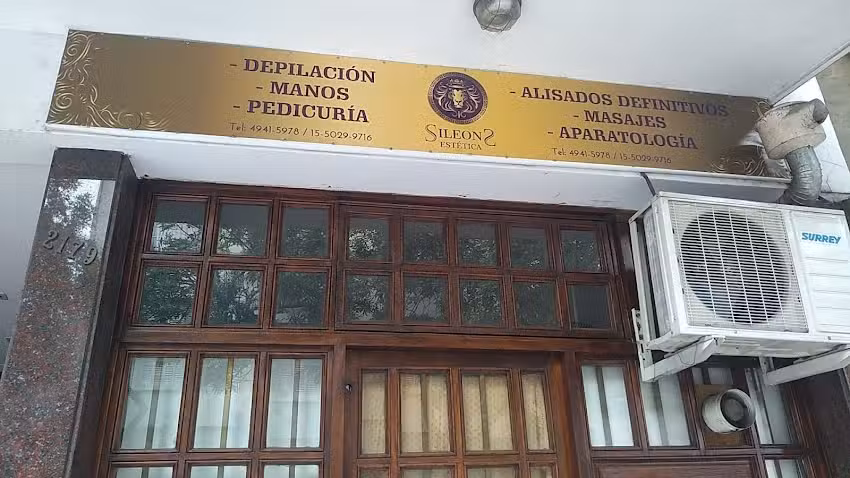 - DEPILACIÓN
- MANOS
- PEDICURÍA
Tel: 4941-5978 / 15-5029-9716
SILEONS
ESTÉTICA
- ALISADOS DEFINITIVOS
- MASAJES
- APARATOLOGÍA
Tel: 4941-5978 / 15-5029-9716
2179
SURREY